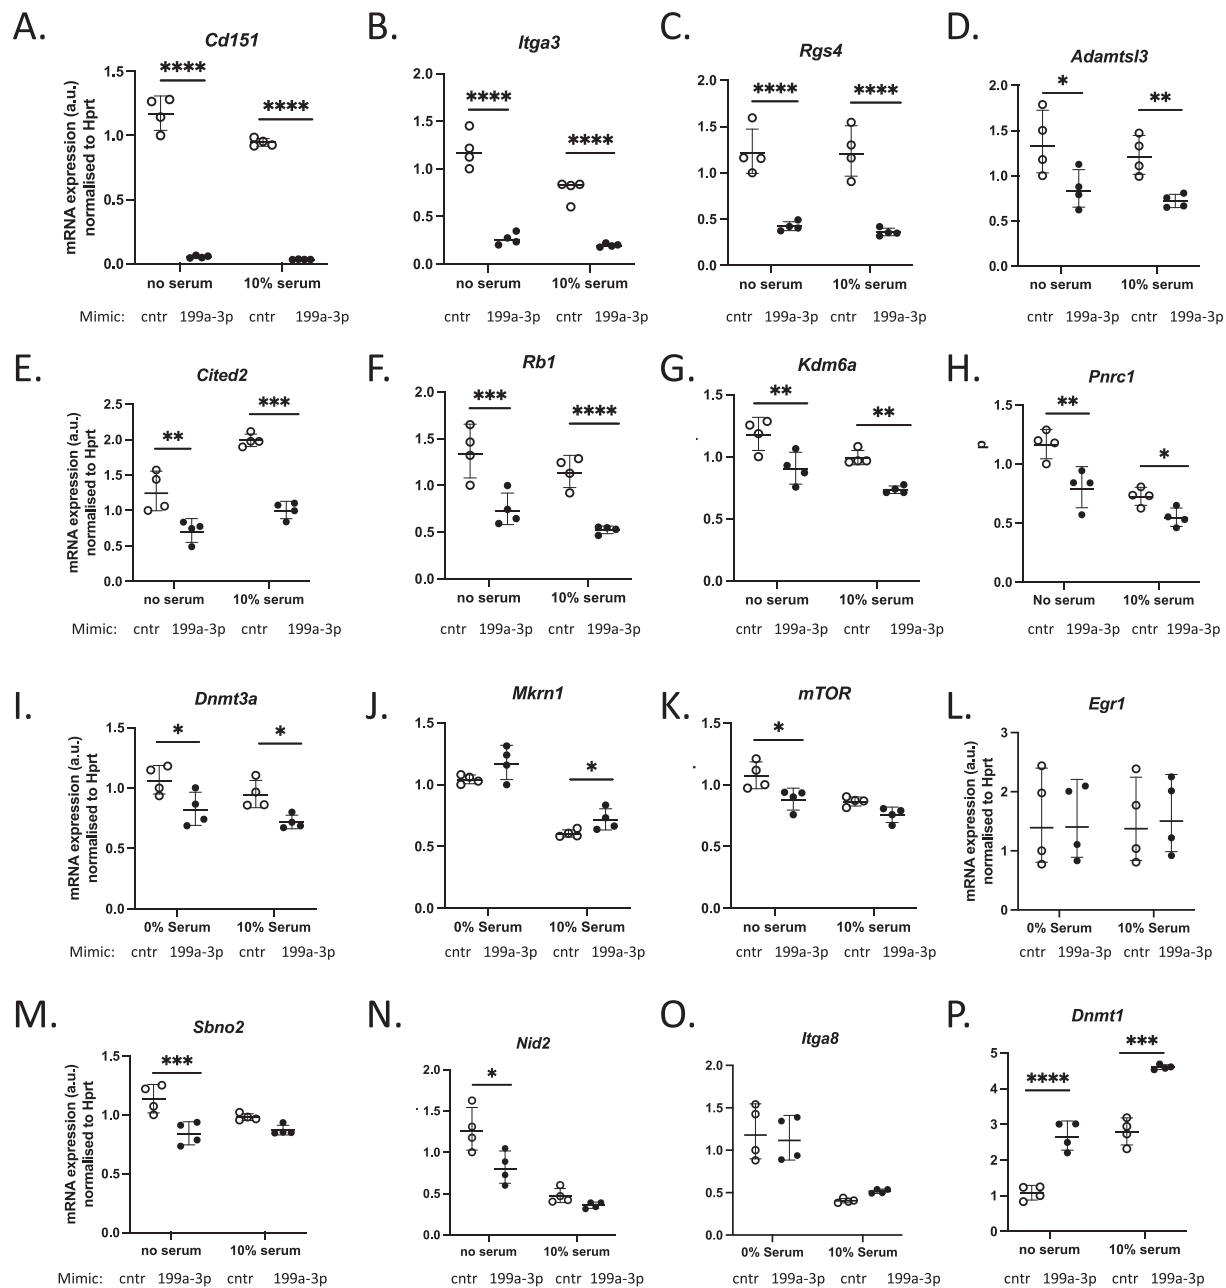 A.
Cd151
mRNA expression (a.u.)
normalised to Hprt
1.5
1.0
0.5
0.0
****
****
no serum
10% serum
Mimic:
cntr
199a-3p
cntr
199a-3p
B.
Itga3
2.0
1.5
1.0
0.5
0.0
****
****
no serum
10% serum
cntr
199a-3p
cntr
199a-3p
C.
Rgs4
2.0
1.5
1.0
0.5
0.0
****
****
no serum
10% serum
cntr
199a-3p
cntr
199a-3p
D.
Adamtsl3
2.0
1.5
1.0
0.5
0.0
*
**
no serum
10% serum
cntr
199a-3p
cntr
199a-3p
E.
Cited2
mRNA expression (a.u.)
normalised to Hprt
2.5
2.0
1.5
1.0
0.5
0.0
**
***
no serum
10% serum
Mimic:
cntr
199a-3p
cntr
199a-3p
F.
Rb1
2.0
1.5
1.0
0.5
0.0
***
****
no serum
10% serum
cntr
199a-3p
cntr
199a-3p
G.
Kdm6a
1.5
1.0
0.5
0.0
**
**
no serum
10% serum
cntr
199a-3p
cntr
199a-3p
H.
Pnrc1
p
1.5
1.0
0.5
0.0
**
*
No serum
10% serum
cntr
199a-3p
cntr
199a-3p
I.
Dnmt3a
mRNA expression (a.u.)
normalised to Hprt
1.5
1.0
0.5
0.0
*
*
0% Serum
10% Serum
Mimic:
cntr
199a-3p
cntr
199a-3p
J.
Mkrn1
1.5
1.0
0.5
0.0
*
0% Serum
10% Serum
cntr
199a-3p
cntr
199a-3p
K.
mTOR
1.5
1.0
0.5
0.0
*
no serum
10% Serum
cntr
199a-3p
cntr
199a-3p
L.
Egr1
mRNA expression (a.u.)
normalised to Hprt
3
2
1
0
0% Serum
10% Serum
cntr
199a-3p
cntr
199a-3p
M.
Sbno2
mRNA expression (a.u.)
normalised to Hprt
1.5
1.0
0.5
0.0
***
no serum
10% serum
Mimic:
cntr
199a-3p
cntr
199a-3p
N.
Nid2
2.0
1.5
1.0
0.5
0.0
*
no serum
10% serum
cntr
199a-3p
cntr
199a-3p
O.
Itga8
2.0
1.5
1.0
0.5
0.0
0% Serum
10% Serum
cntr
199a-3p
cntr
199a-3p
P.
Dnmt1
5
4
3
2
1
0
****
***
no serum
10% serum
cntr
199a-3p
cntr
199a-3p